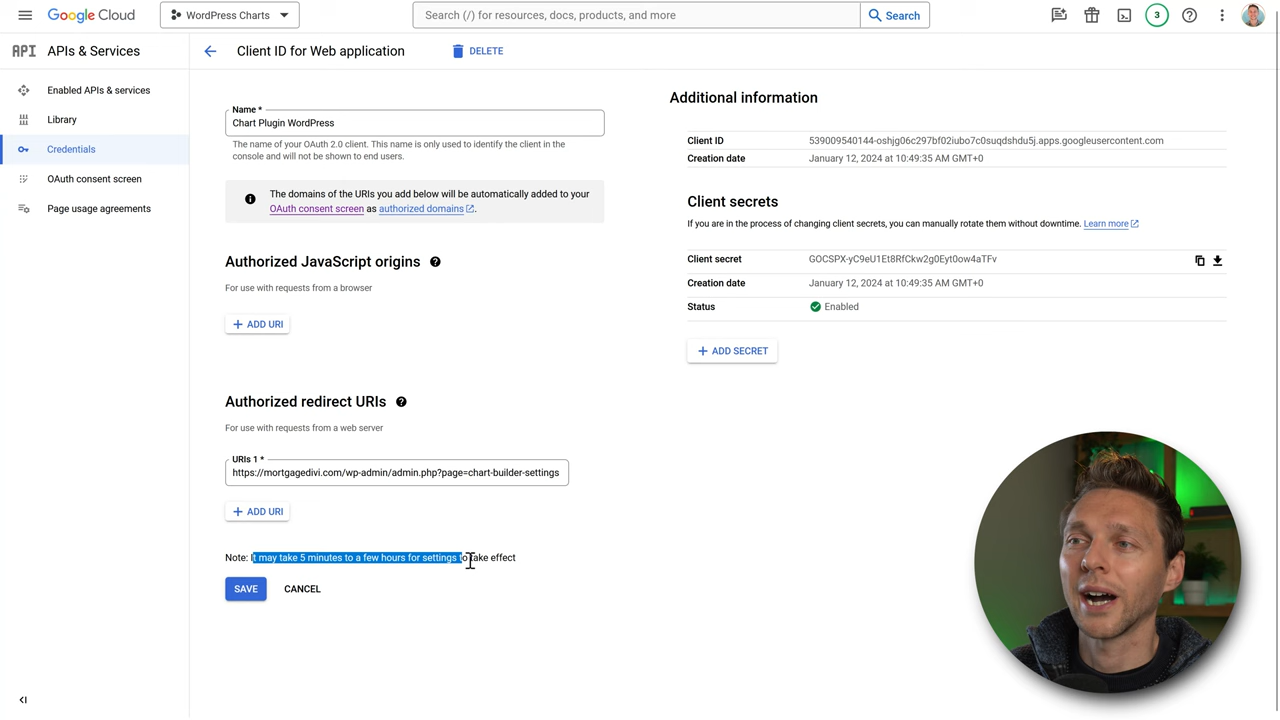 Google Cloud
WordPress Charts
Search (/) for resources, docs, products, and more
Search
3
API APIs & Services
Client ID for Web application
DELETE
Enabled APIs & services
Library
Credentials
OAuth consent screen
Page usage agreements
Name *
Chart Plugin WordPress
The name of your OAuth 2.0 client. This name is only used to identify the client in the
console and will not be shown to end users.
The domains of the URIs you add below will be automatically added to your
OAuth consent screen as authorized domains.
Authorized JavaScript origins
For use with requests from a browser
ADD URI
Authorized redirect URIs
For use with requests from a web server
URIs 1 *
https://mortgagedivi.com/wp-admin/admin.php?page=chart-builder-settings
ADD URI
Note: It may take 5 minutes to a few hours for settings to take effect
SAVE
CANCEL
Additional information
Client ID 539009540144-oshjg06c297bf02iubo7c0suqdshdu5j.apps.googleusercontent.com
Creation date January 12, 2024 at 10:49:35 AM GMT+0
Client secrets
If you are in the process of changing client secrets, you can manually rotate them without downtime. Learn more
Client secret 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
Creation date January 12, 2024 at 10:49:35 AM GMT+0
Status Enabled
ADD SECRET